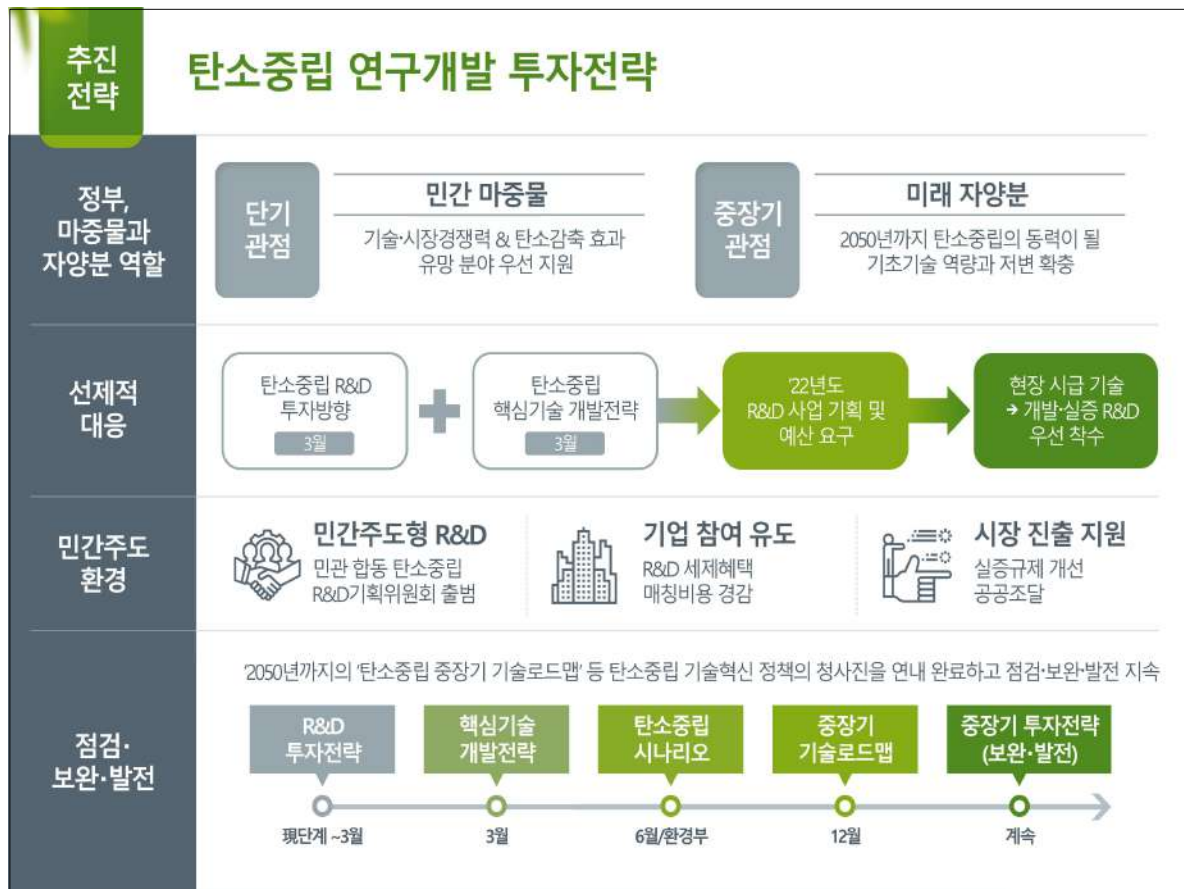 추진
전략
탄소중립 연구개발 투자전략
정부,
마중물과
자양분 역할
단기
관점
민간 마중물
기술·시장경쟁력 & 탄소감축 효과
유망 분야 우선 지원
중장기
관점
미래 자양분
2050년까지 탄소중립의 동력이 될
기초기술 역량과 저변 확충
선제적
대응
탄소중립 R&D
투자방향
3월
탄소중립
핵심기술 개발전략
3월
'22년도
R&D 사업 기획 및
예산 요구
현장 시급 기술
→ 개발·실증 R&D
우선 착수
민간주도
환경
민간주도형 R&D
민관 합동 탄소중립
R&D기획위원회 출범
기업 참여 유도
R&D 세제혜택
매칭비용 경감
시장 진출 지원
실증규제 개선
공공조달
점검·
보완·발전
'2050년까지의 '탄소중립 중장기 기술로드맵' 등 탄소중립 기술혁신 정책의 청사진을 연내 완료하고 점검·보완·발전 지속
R&D
투자전략
핵심기술
개발전략
탄소중립
시나리오
중장기
기술로드맵
중장기 투자전략
(보완·발전)
現단계 ~3월
3월
6월/환경부
12월
계속